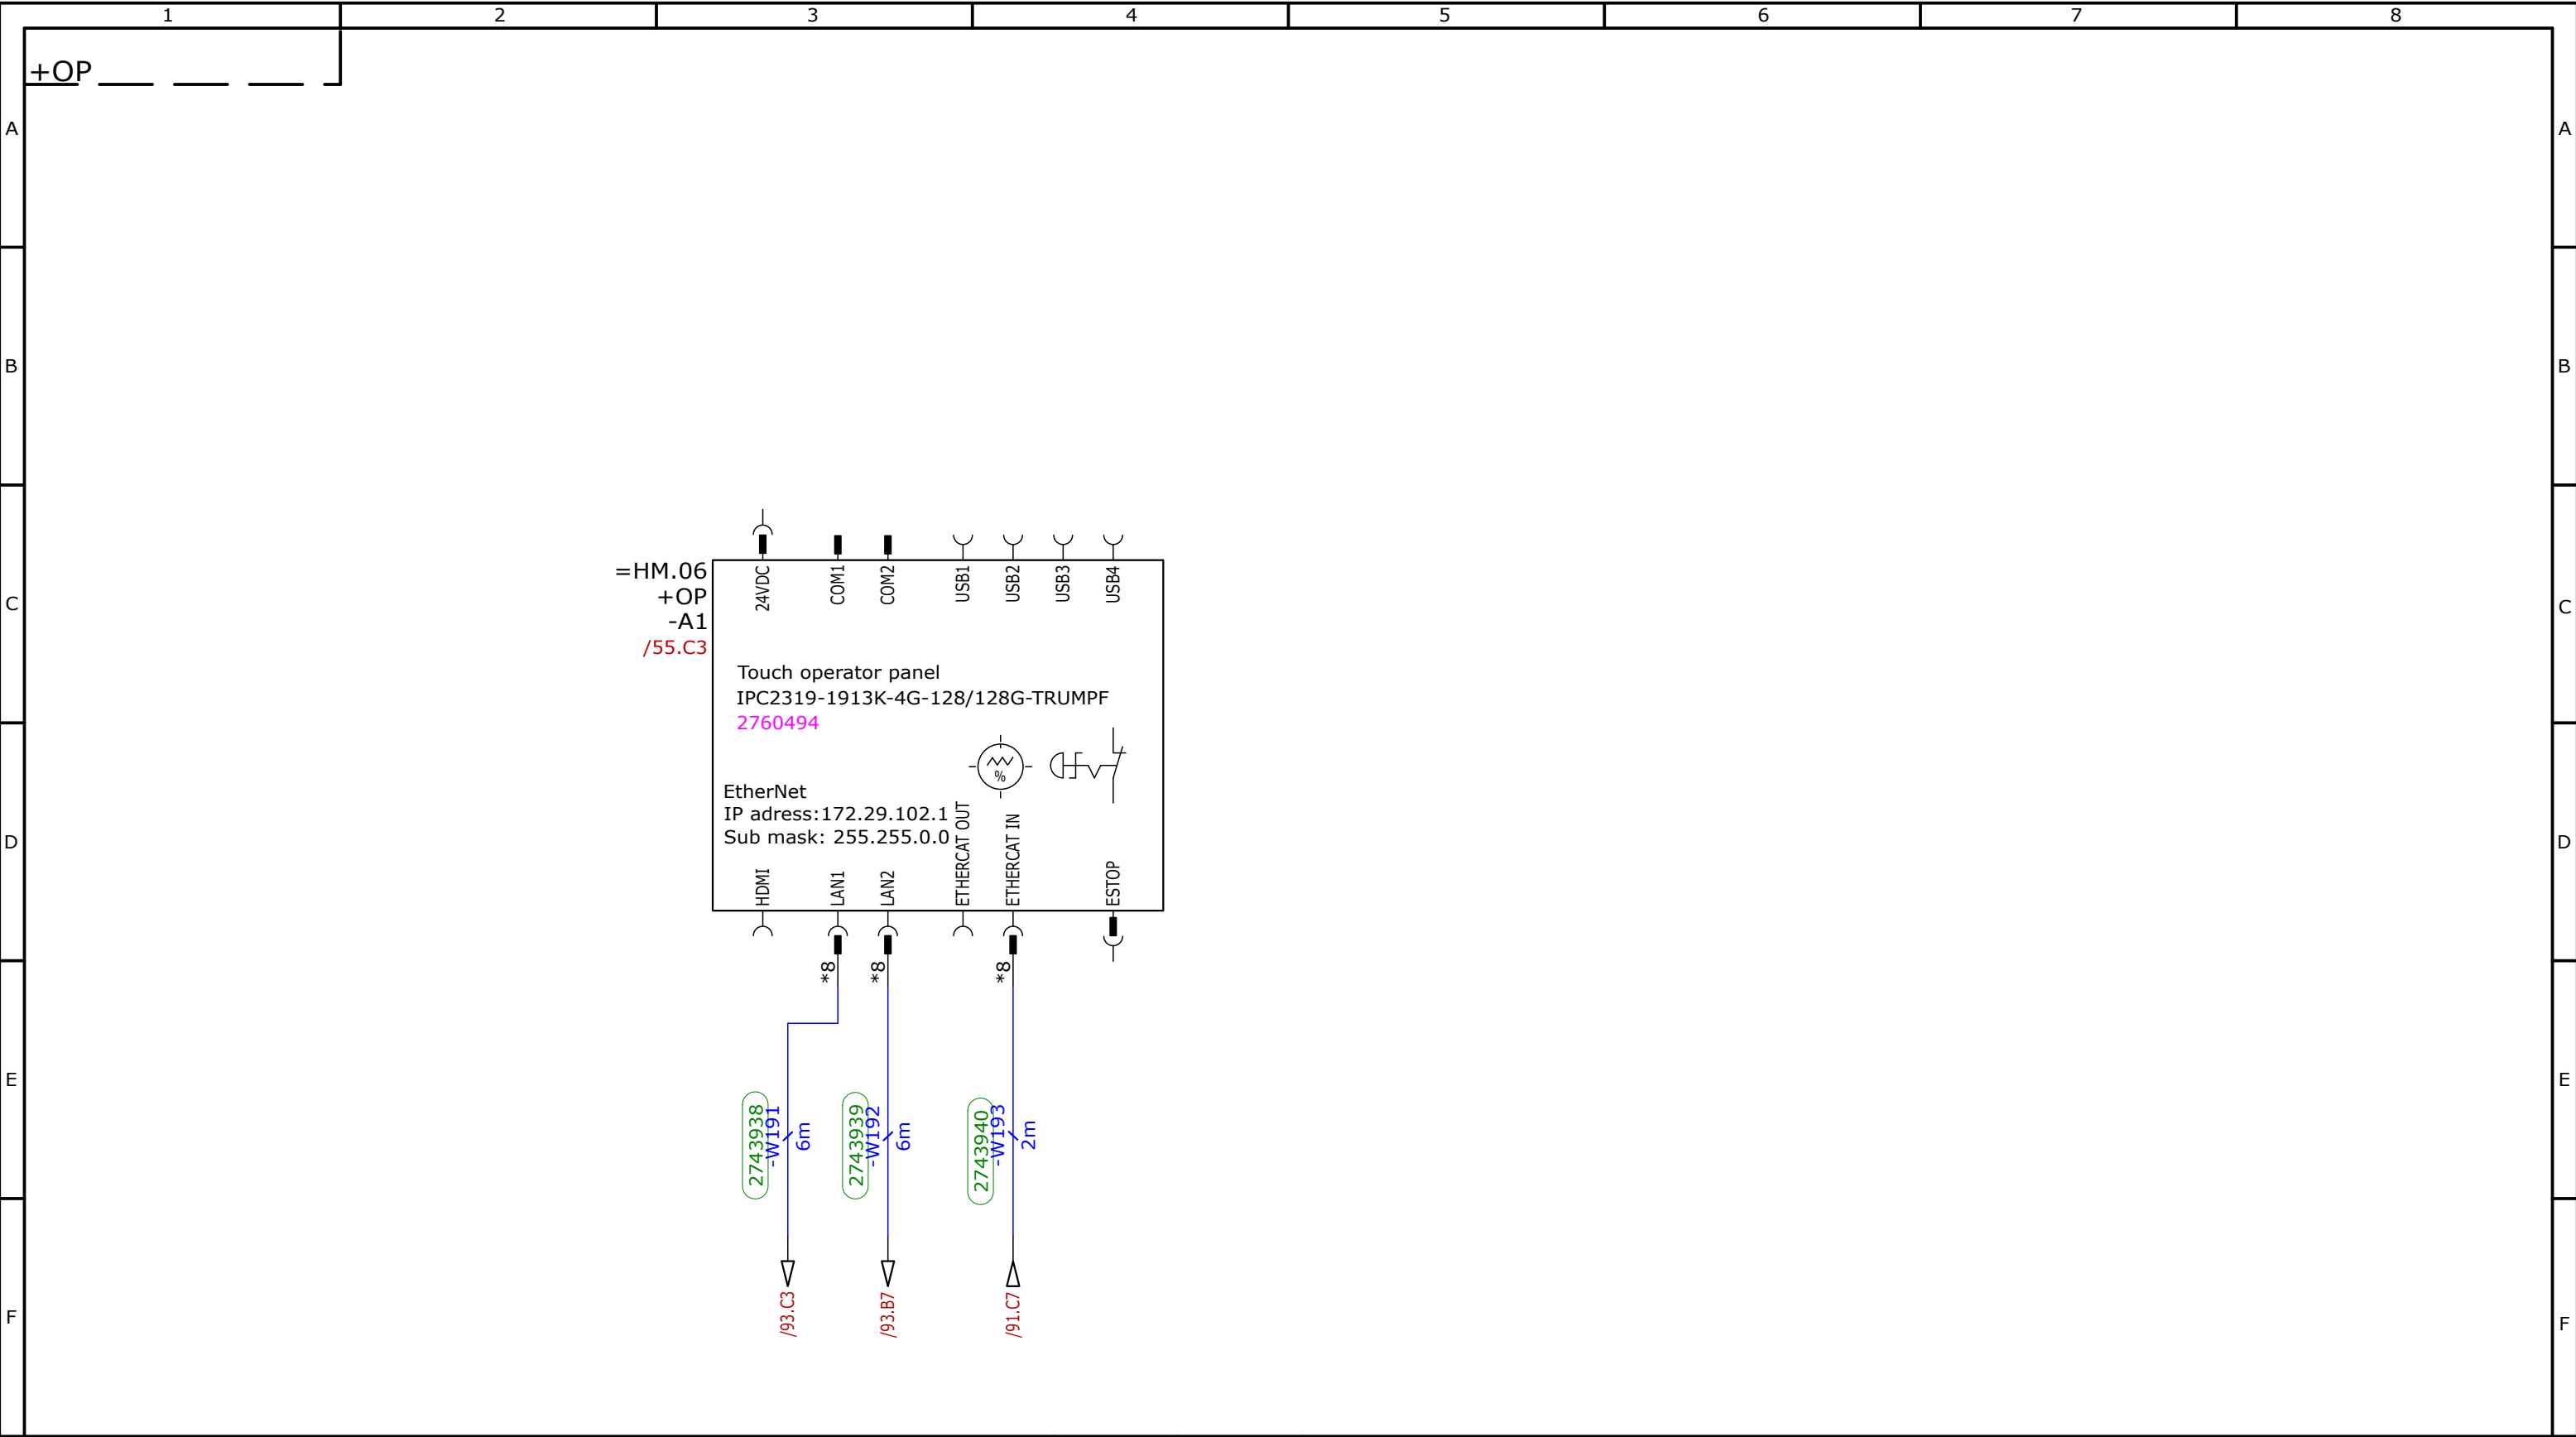 1 2 3 4 5 6 7 8
+OP
A A
B B
C C
D D
E E
F F
=HM.06
+OP
-A1
/55.C3
24VDC COM1 COM2 USB1 USB2 USB3 USB4
Touch operator panel
IPC2319-1913K-4G-128/128G-TRUMPF
2760494
%
EtherNet
IP adress:172.29.102.1
Sub mask: 255.255.0.0
HDMI LAN1 LAN2 ETHERCAT OUT ETHERCAT IN ESTOP
*8 *8 *8
2743938 -W191 6m
2743939 -W192 6m
2743940 -W193 2m
/93.C3 /93.B7 /91.C7